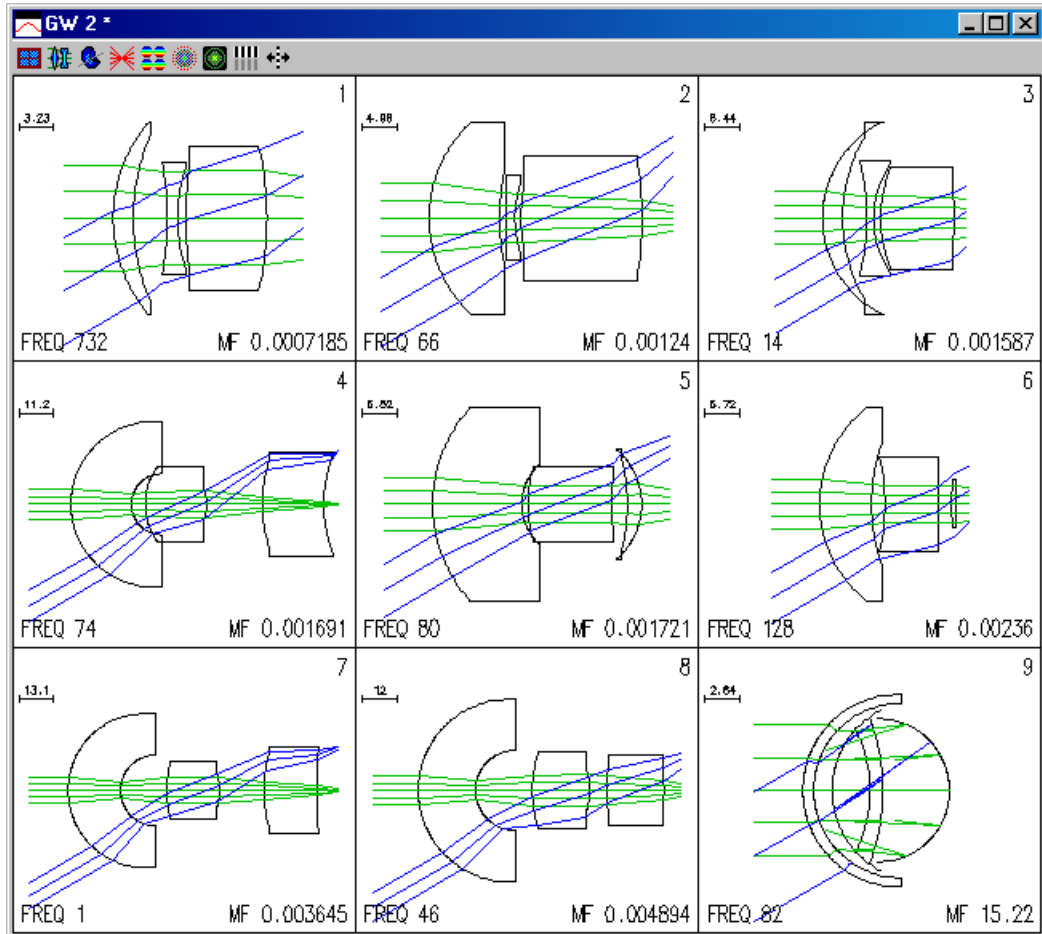 GW 2 *
1
3.23
FREQ 732 MF 0.0007185
2
4.98
FREQ 66 MF 0.00124
3
8.44
FREQ 14 MF 0.001587
4
11.2
FREQ 74 MF 0.001691
5
FREQ 80 MF 0.001721
6
FREQ 128 MF 0.00236
7
13.1
FREQ 1 MF 0.003645
8
12
FREQ 46 MF 0.004894
9
2.64
FREQ 82 MF 15.22